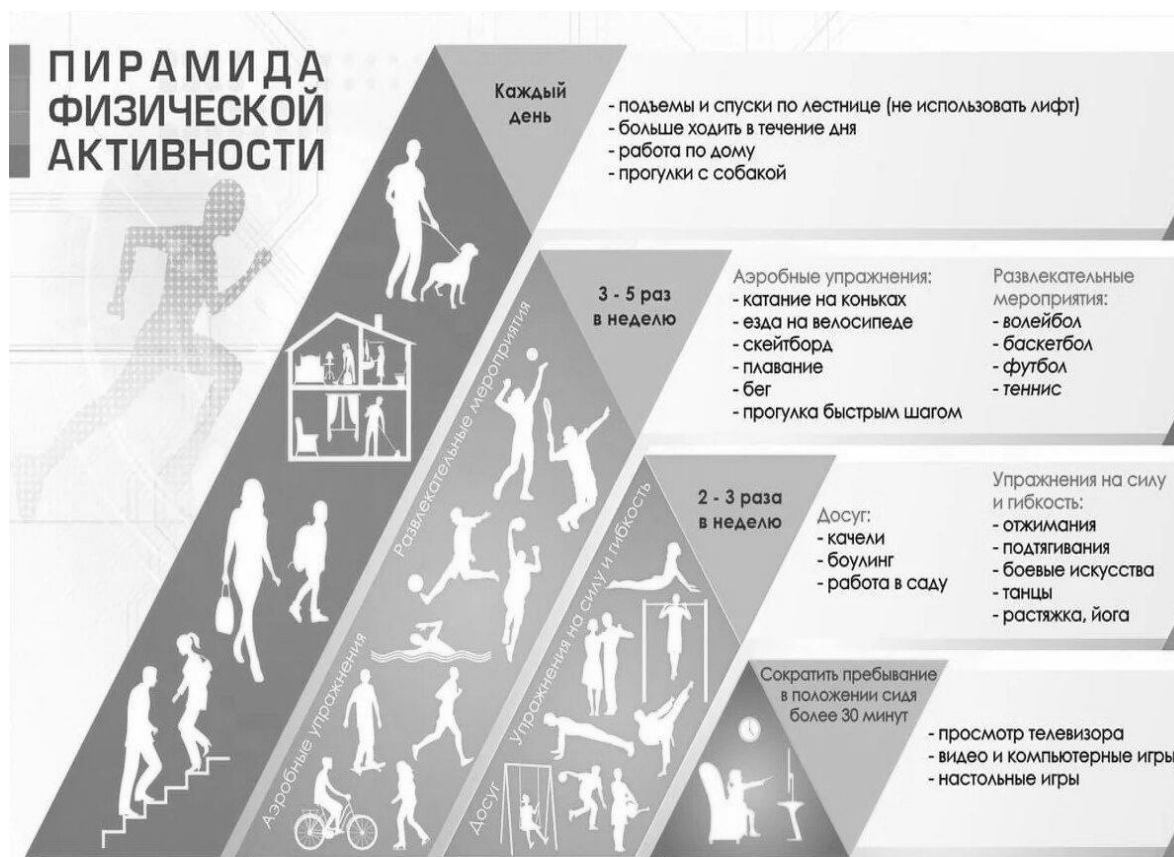 ПИРАМИДА
ФИЗИЧЕСКОЙ
АКТИВНОСТИ
Каждый
день
- подъемы и спуски по лестнице (не использовать лифт)
- больше ходить в течение дня
- работа по дому
- прогулки с собакой
3 - 5 раз
в неделю
Аэробные упражнения:
- катание на коньках
- езда на велосипеде
- скейтборд
- плавание
- бег
- прогулка быстрым шагом
Развлекательные
мероприятия:
- волейбол
- баскетбол
- футбол
- теннис
2 - 3 раза
в неделю
Досуг:
- качели
- боулинг
- работа в саду
Упражнения на силу
и гибкость:
- отжимания
- подтягивания
- боевые искусства
- танцы
- растяжка, йога
Сократить пребывание
в положении сидя
более 30 минут
- просмотр телевизора
- видео и компьютерные игры
- настольные игры
Аэробные упражнения
Развлекательные мероприятия
Досуг
Упражнения на силу и гибкость